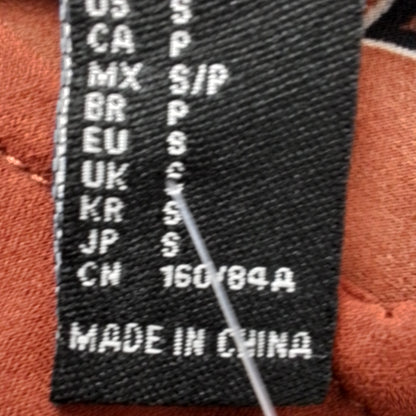 US S
CA P
MX S/P
BR P
EU S
UK S
KR S
JP S
CN 160/84A
MADE IN CHINA